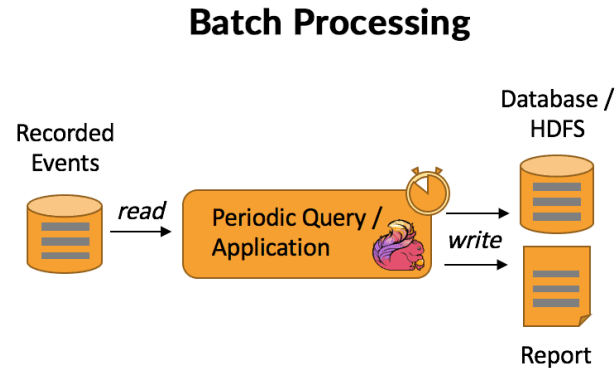 Batch Processing
Recorded
Events
read
Periodic Query /
Application
write
Database /
HDFS
Report